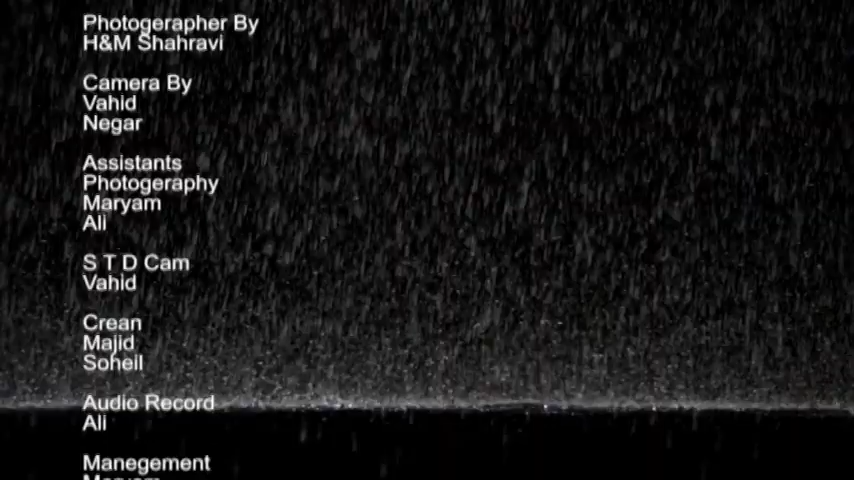 Photogerapher By
H&M Shahravi
Camera By
Vahid
Negar
Assistants
Photogeraphy
Maryam
Ali
S T D Cam
Vahid
Crean
Majid
Soheil
Audio Record
Ali
Manegement